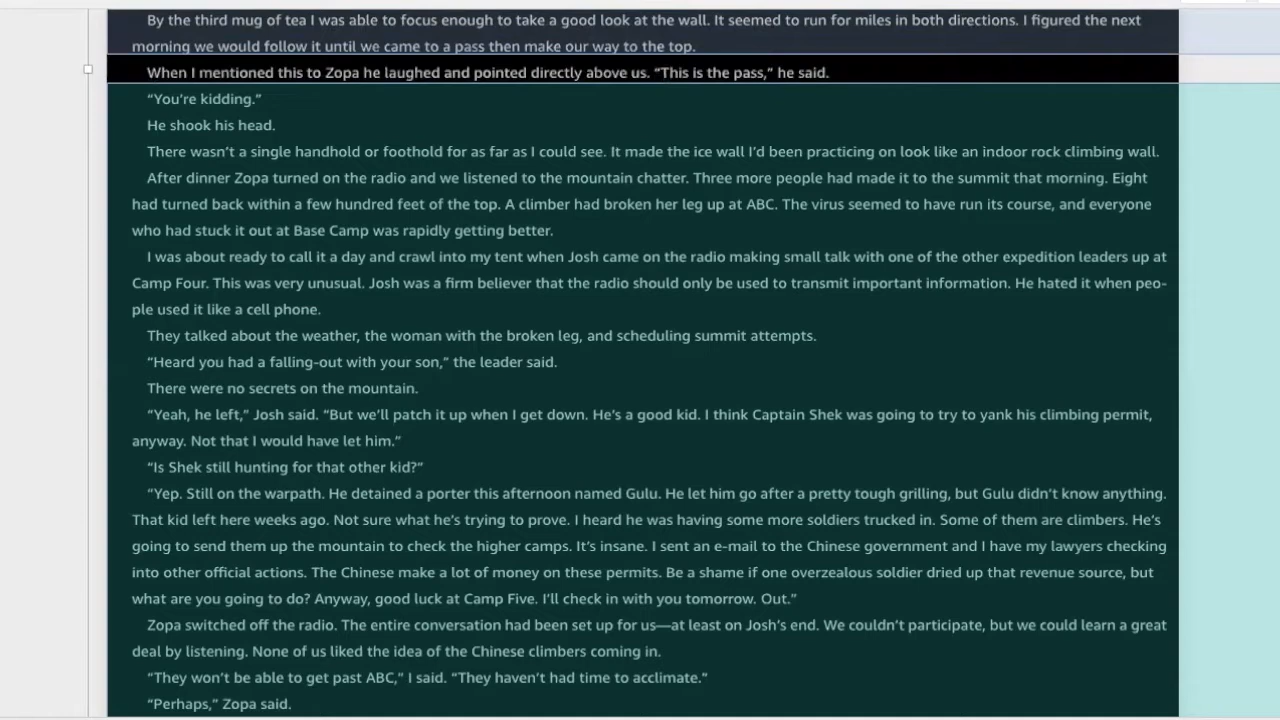 By the third mug of tea I was able to focus enough to take a good look at the wall. It seemed to run for miles in both directions. I figured the next
morning we would follow it until we came to a pass then make our way to the top.
When I mentioned this to Zopa he laughed and pointed directly above us. “This is the pass,” he said.
“You’re kidding.”
He shook his head.
There wasn’t a single handhold or foothold for as far as I could see. It made the ice wall I’d been practicing on look like an indoor rock climbing wall.
After dinner Zopa turned on the radio and we listened to the mountain chatter. Three more people had made it to the summit that morning. Eight
had turned back within a few hundred feet of the top. A climber had broken her leg up at ABC. The virus seemed to have run its course, and everyone
who had stuck it out at Base Camp was rapidly getting better.
I was about ready to call it a day and crawl into my tent when Josh came on the radio making small talk with one of the other expedition leaders up at
Camp Four. This was very unusual. Josh was a firm believer that the radio should only be used to transmit important information. He hated it when peo-
ple used it like a cell phone.
They talked about the weather, the woman with the broken leg, and scheduling summit attempts.
“Heard you had a falling-out with your son,” the leader said.
There were no secrets on the mountain.
“Yeah, he left,” Josh said. “But we’ll patch it up when I get down. He’s a good kid. I think Captain Shek was going to try to yank his climbing permit,
anyway. Not that I would have let him.”
“Is Shek still hunting for that other kid?”
“Yep. Still on the warpath. He detained a porter this afternoon named Gulu. He let him go after a pretty tough grilling, but Gulu didn’t know anything.
That kid left here weeks ago. Not sure what he’s trying to prove. I heard he was having some more soldiers trucked in. Some of them are climbers. He’s
going to send them up the mountain to check the higher camps. It’s insane. I sent an e-mail to the Chinese government and I have my lawyers checking
into other official actions. The Chinese make a lot of money on these permits. Be a shame if one overzealous soldier dried up that revenue source, but
what are you going to do? Anyway, good luck at Camp Five. I’ll check in with you tomorrow. Out.”
Zopa switched off the radio. The entire conversation had been set up for us—at least on Josh’s end. We couldn’t participate, but we could learn a great
deal by listening. None of us liked the idea of the Chinese climbers coming in.
“They won’t be able to get past ABC,” I said. “They haven’t had time to acclimate.”
“Perhaps,” Zopa said.